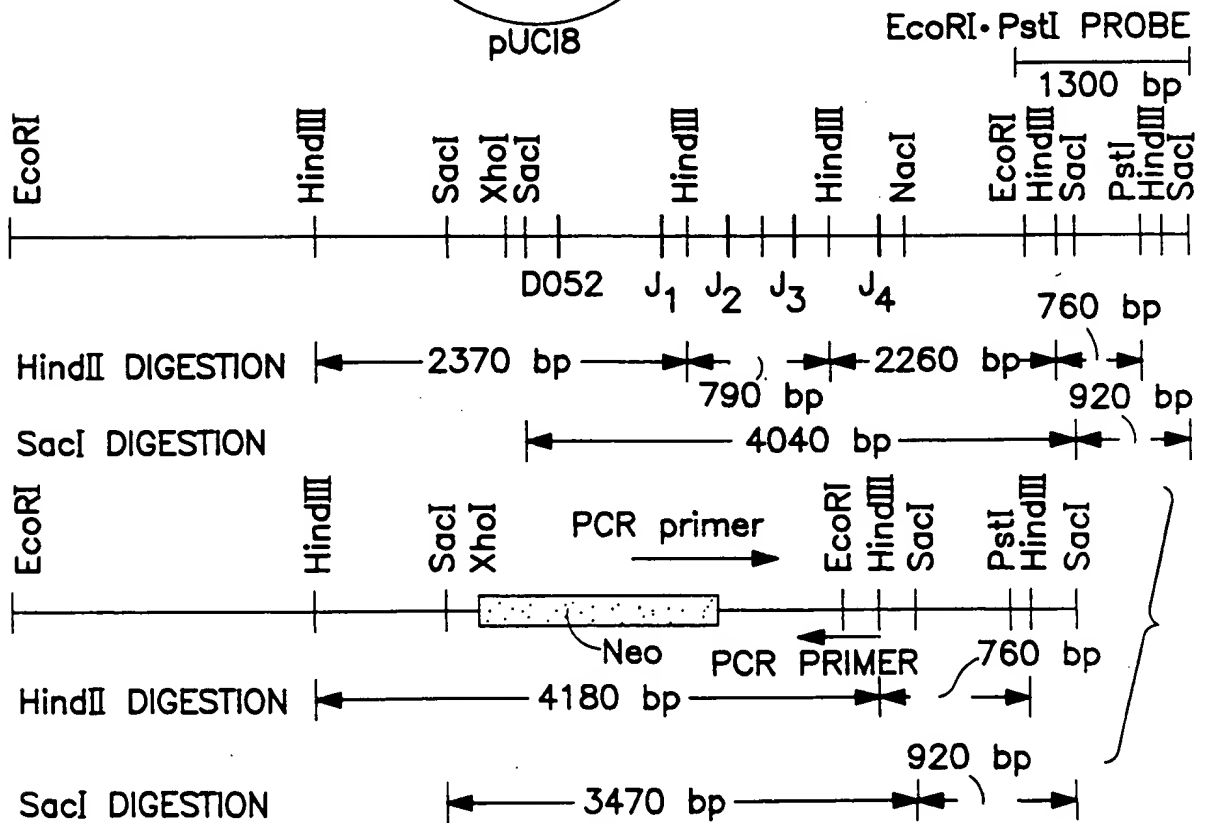 pUC18
EcoRI•PstI PROBE
1300 bp
EcoRI HindIII SacI XhoI SacI HindIII HindIII NacI EcoRI HindIII SacI PstI HindIII SacI
D052 J1 J2 J3 J4
760 bp
HindII DIGESTION 2370 bp 790 bp 2260 bp
920 bp
SacI DIGESTION 4040 bp
EcoRI HindIII SacI XhoI PCR primer EcoRI HindIII SacI PstI HindIII SacI
Neo PCR PRIMER 760 bp
HindII DIGESTION 4180 bp
920 bp
SacI DIGESTION 3470 bp